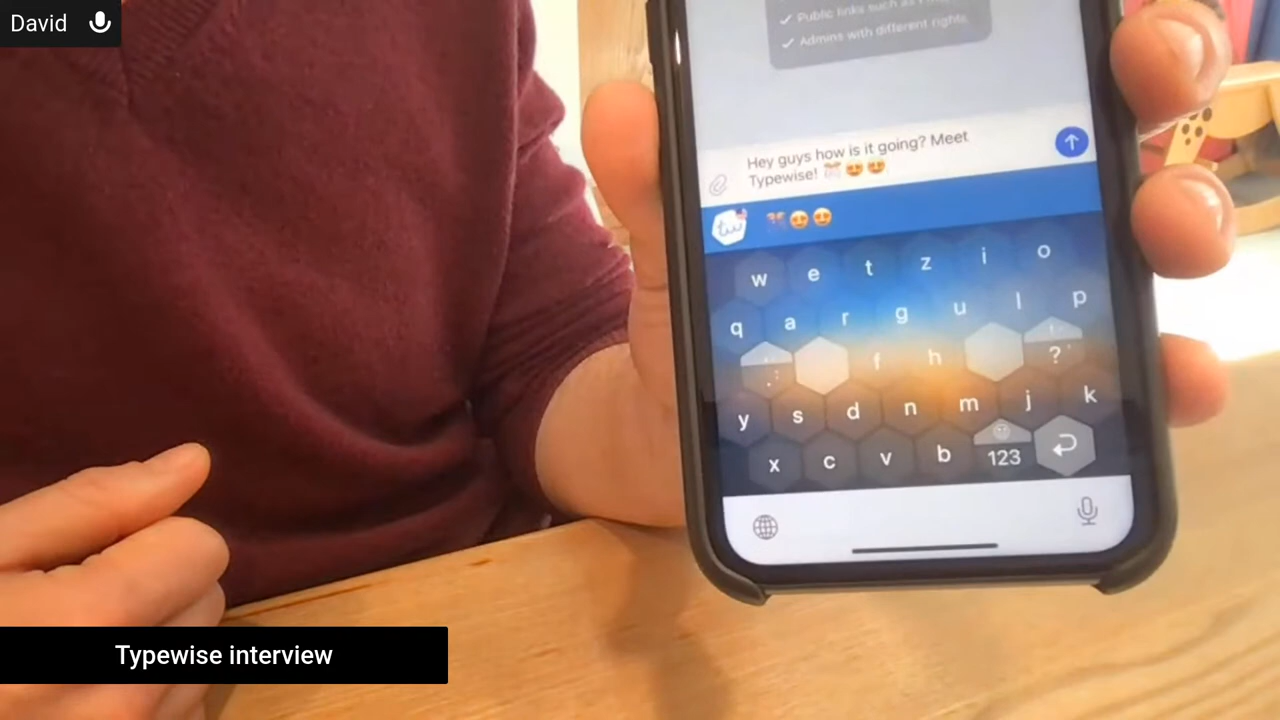 David
✓ Public links such as
✓ Admins with different rights
Hey guys how is it going? Meet
Typewise! 😍😍
tw 😍😍
w e t z i o
q a r g u l p
. : f h ? '
y s d n m j k
x c v b 123
Typewise interview